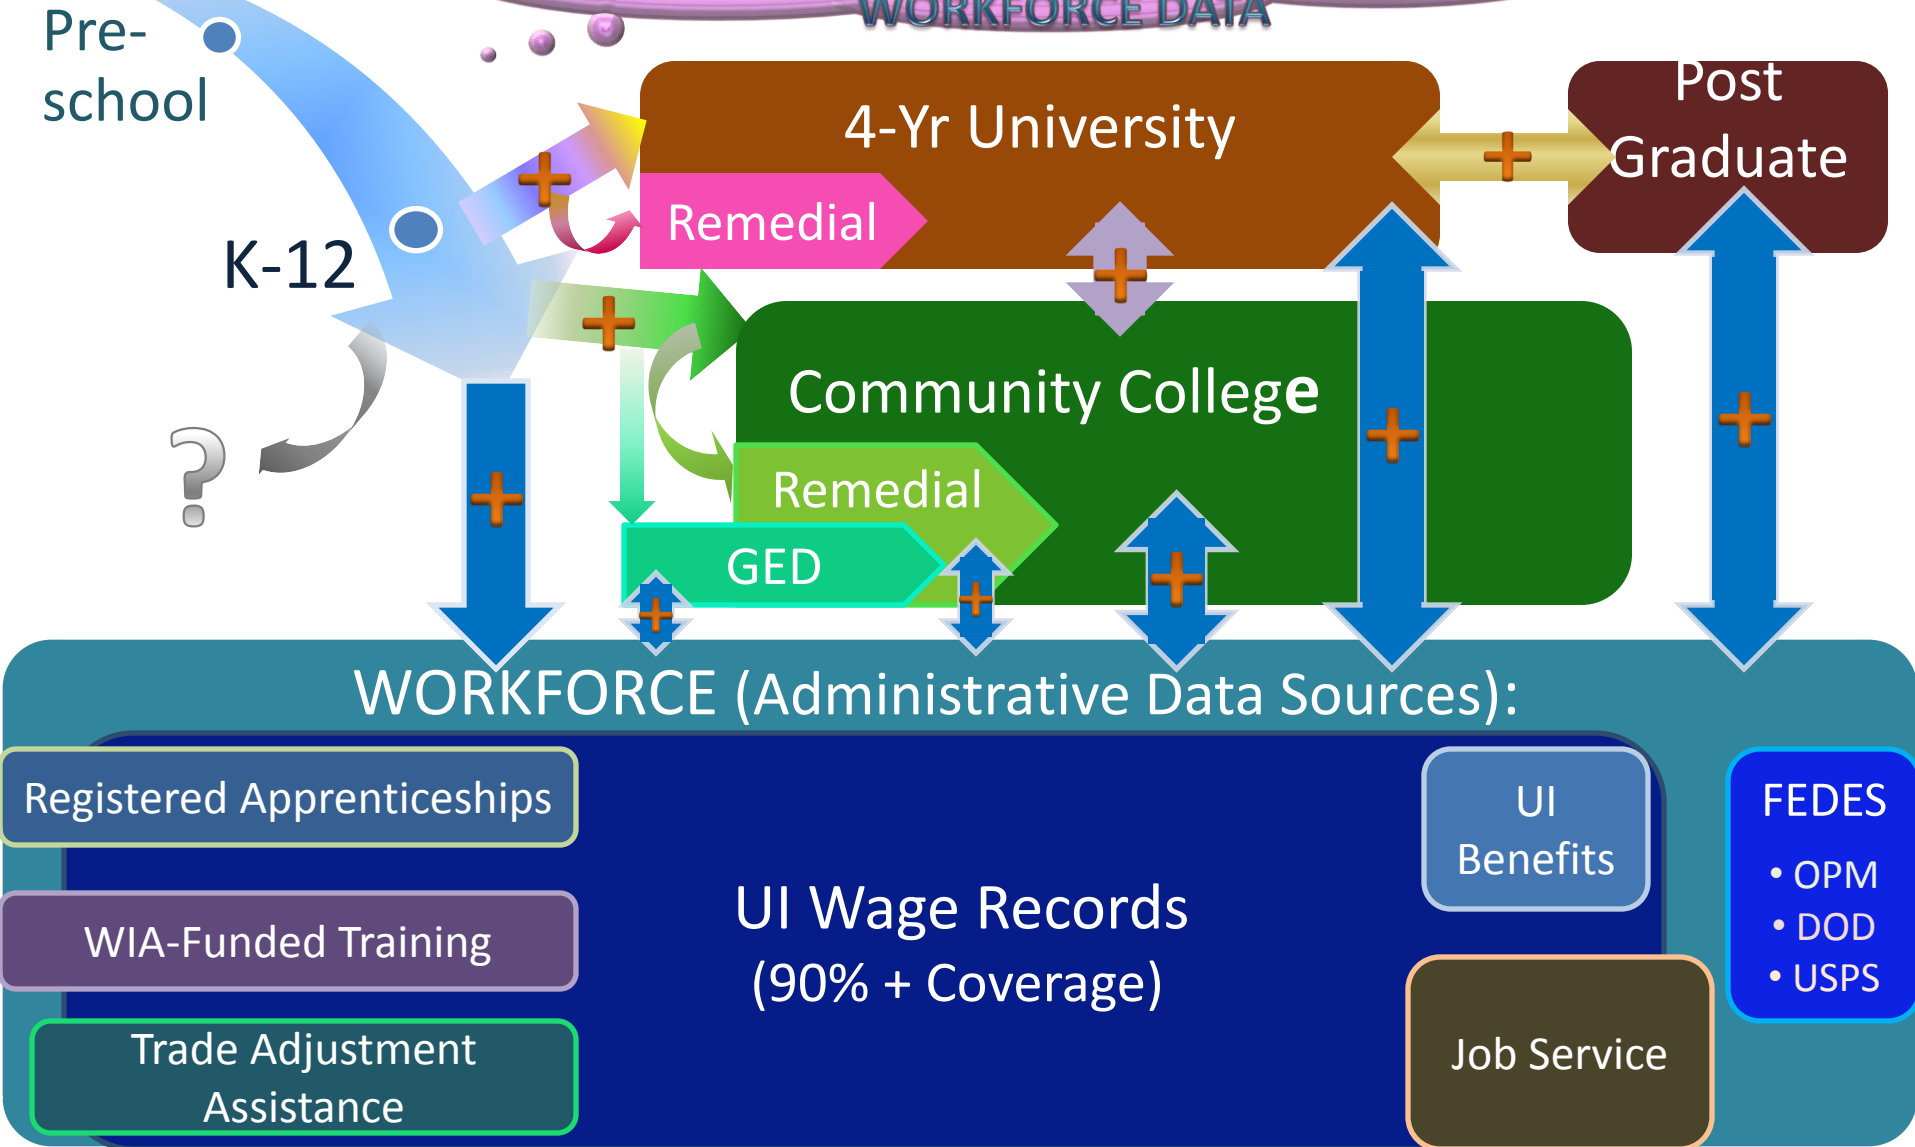 WORKFORCE DATA
Pre-
school
K-12
?
4-Yr University
Remedial
Post
Graduate
Community College
Remedial
GED
WORKFORCE (Administrative Data Sources):
Registered Apprenticeships
WIA-Funded Training
Trade Adjustment
Assistance
UI Wage Records
(90% + Coverage)
UI
Benefits
Job Service
FEDES
• OPM
• DOD
• USPS